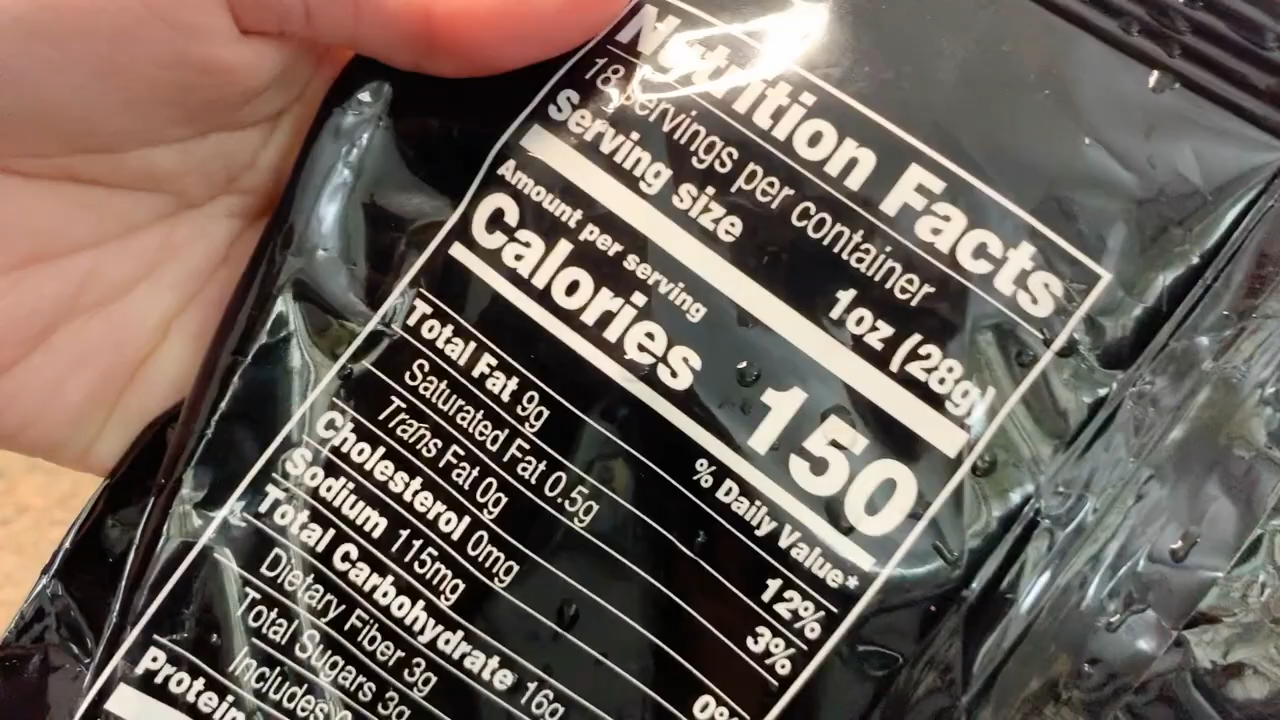 Nutrition Facts
18 servings per container
Serving size 1oz (28g)
Amount per serving
Calories 150
% Daily Value*
Total Fat 9g 12%
Saturated Fat 0.5g 3%
Trans Fat 0g
Cholesterol 0mg 0%
Sodium 115mg
Total Carbohydrate 16g
Dietary Fiber 3g
Total Sugars 3g
Includes
Protein